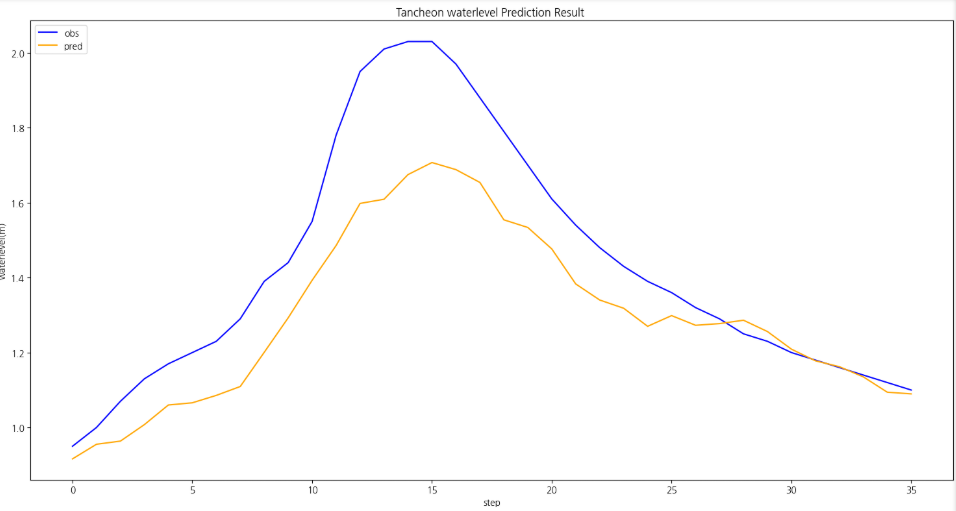 Tancheon waterlevel Prediction Result
obs
pred
2.0
1.8
1.6
1.4
1.2
1.0
waterlevel(m)
0 5 10 15 20 25 30 35
step